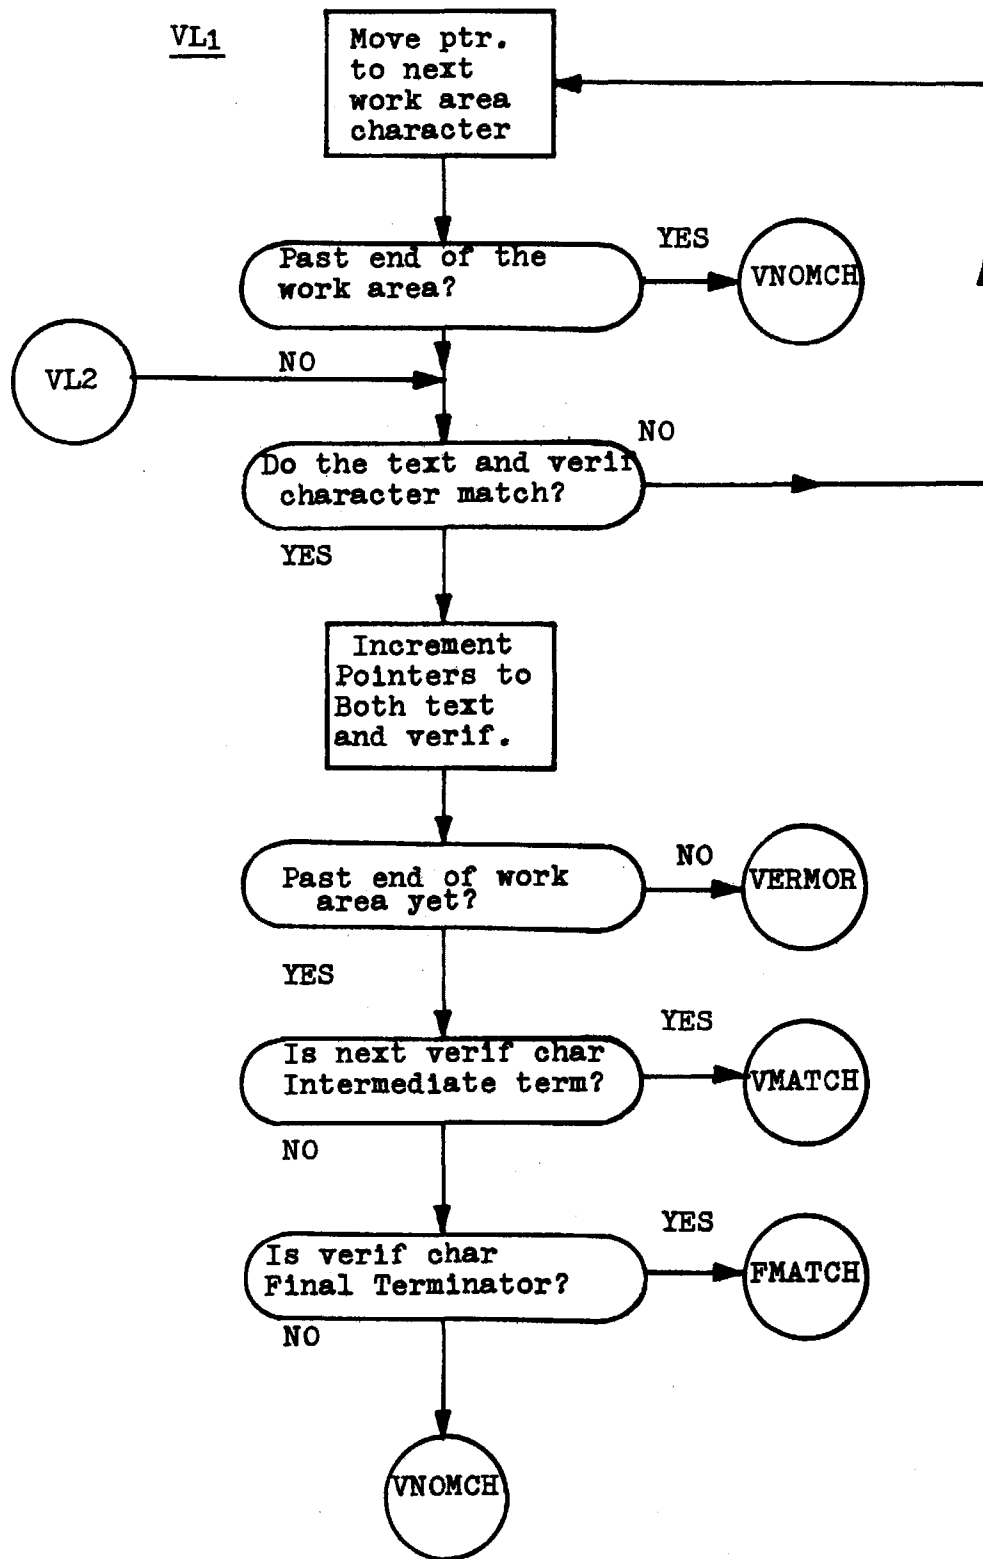 VL1
Move ptr.
to next
work area
character
Past end of the
work area?
YES
VNOMCH
VL2
NO
Do the text and verif
character match?
NO
YES
Increment
Pointers to
Both text
and verif.
Past end of work
area yet?
NO
VERMOR
YES
Is next verif char
Intermediate term?
YES
VMATCH
NO
Is verif char
Final Terminator?
YES
FMATCH
NO
VNOMCH